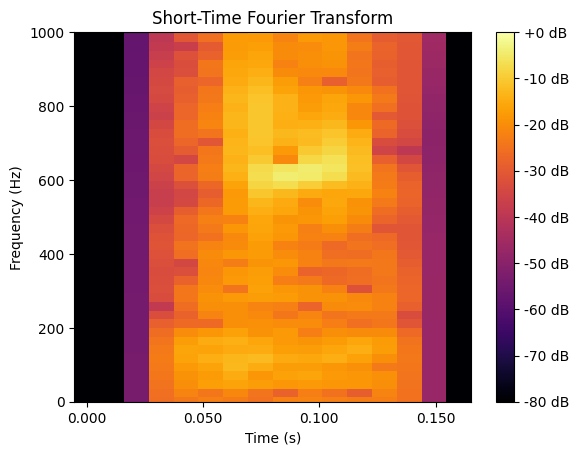 Short-Time Fourier Transform
1000
800
600
400
200
0
Frequency (Hz)
0.000
0.050
0.100
0.150
Time (s)
+0 dB
-10 dB
-20 dB
-30 dB
-40 dB
-50 dB
-60 dB
-70 dB
-80 dB